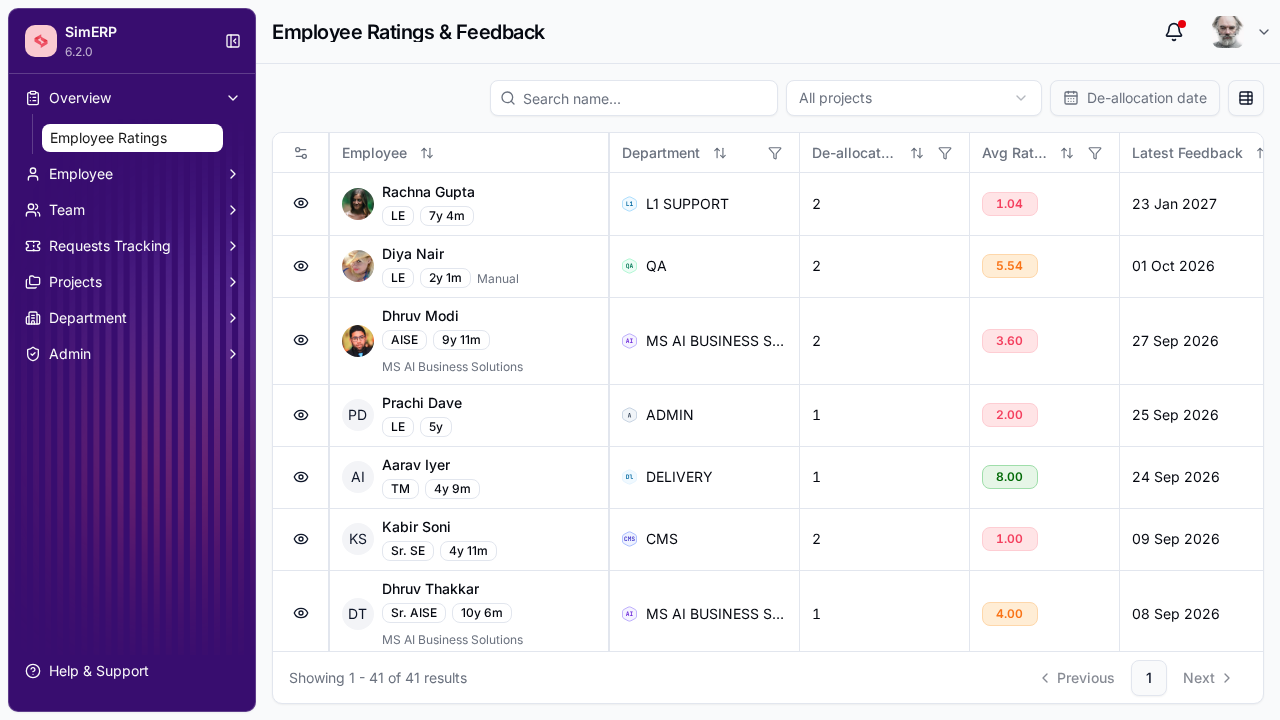 SimERP
6.2.0
Overview
Employee Ratings
Employee
Team
Requests Tracking
Projects
Department
Admin
Help & Support
Employee Ratings & Feedback
Search name...
All projects
De-allocation date
Employee
Department
De-allocat...
Avg Rat...
Latest Feedback
Rachna Gupta
LE
7y 4m
L1
L1 SUPPORT
2
1.04
23 Jan 2027
Diya Nair
LE
2y 1m
Manual
QA
QA
2
5.54
01 Oct 2026
Dhruv Modi
AISE
9y 11m
MS AI Business Solutions
AI
MS AI BUSINESS S...
2
3.60
27 Sep 2026
PD
Prachi Dave
LE
5y
A
ADMIN
1
2.00
25 Sep 2026
AI
Aarav Iyer
TM
4y 9m
DELIVERY
1
8.00
24 Sep 2026
KS
Kabir Soni
Sr. SE
4y 11m
CMS
CMS
2
1.00
09 Sep 2026
DT
Dhruv Thakkar
Sr. AISE
10y 6m
MS AI Business Solutions
AI
MS AI BUSINESS S...
1
4.00
08 Sep 2026
Showing 1 - 41 of 41 results
Previous
1
Next